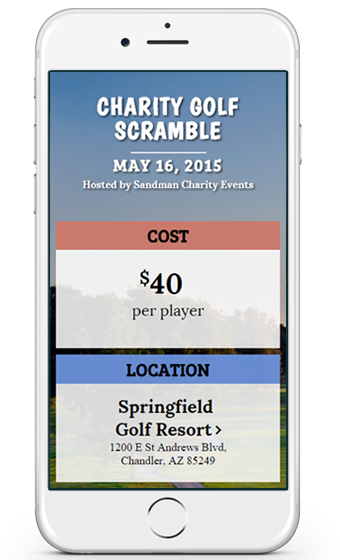 CHARITY GOLF
SCRAMBLE
MAY 16, 2015
Hosted by Sandman Charity Events
COST
$40
per player
LOCATION
Springfield
Golf Resort ›
1200 E St Andrews Blvd,
Chandler, AZ 85249